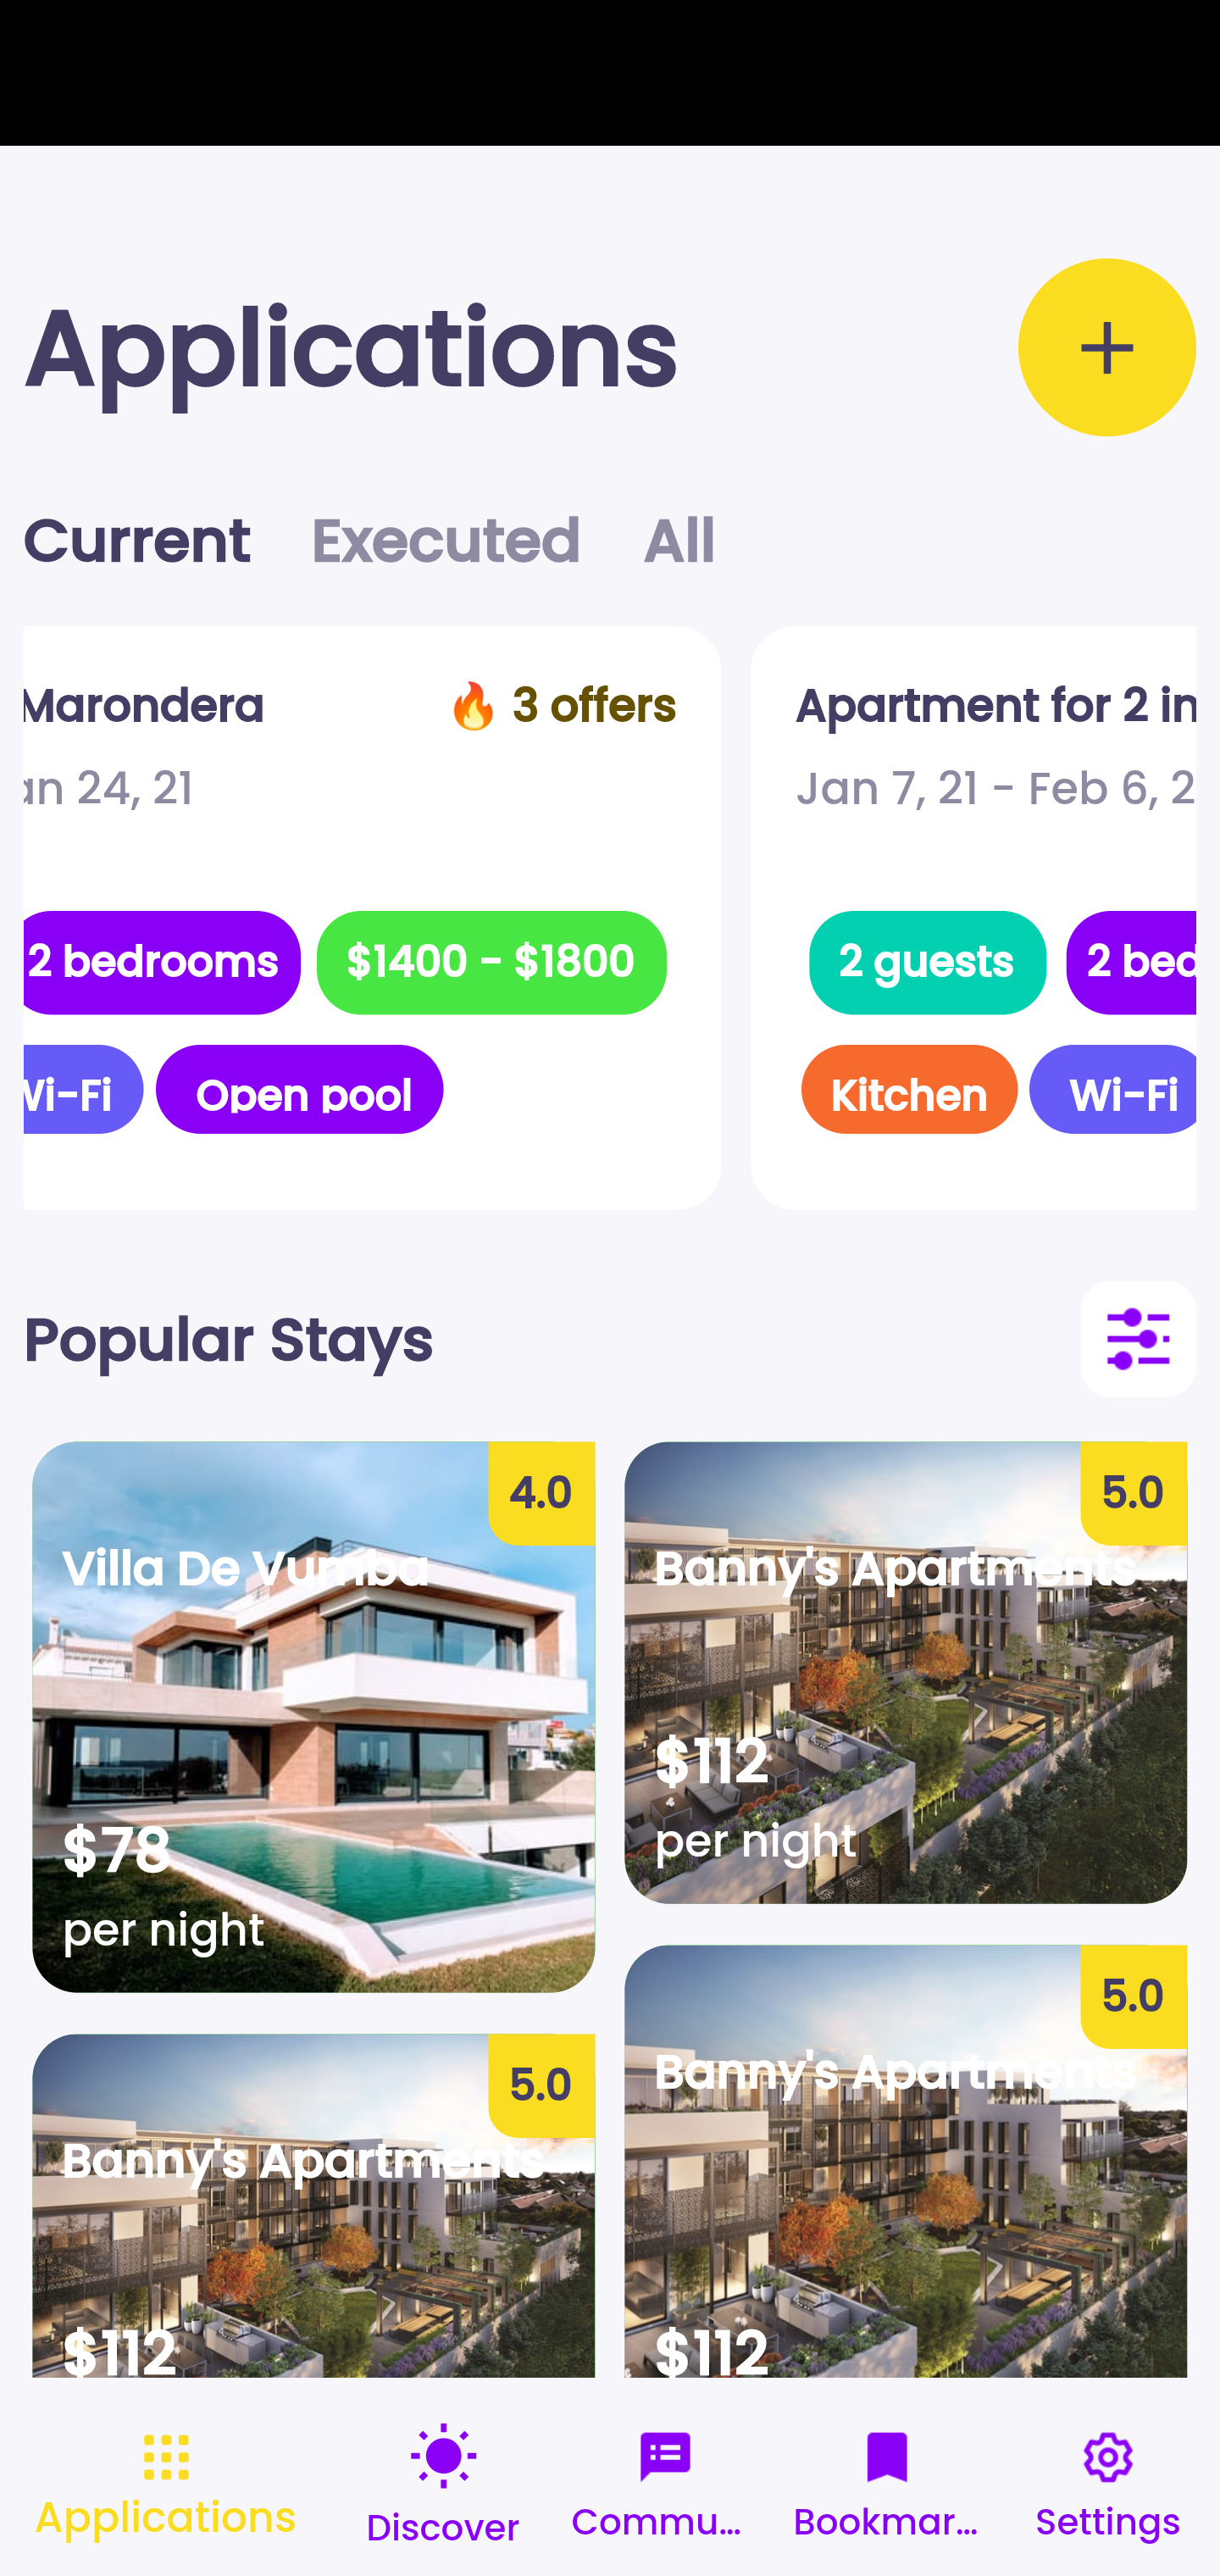 Applications
+
Current Executed All
Marondera 🔥 3 offers
an 24, 21
2 bedrooms $1400 - $1800
Wi-Fi Open pool
Apartment for 2 in
Jan 7, 21 - Feb 6, 2
2 guests 2 bed
Kitchen Wi-Fi
Popular Stays
4.0
Villa De Vumba
$78
per night
5.0
Banny's Apartments
$112
per night
5.0
Banny's Apartments
$112
5.0
Banny's Apartments
$112
Applications Discover Commu... Bookmar... Settings